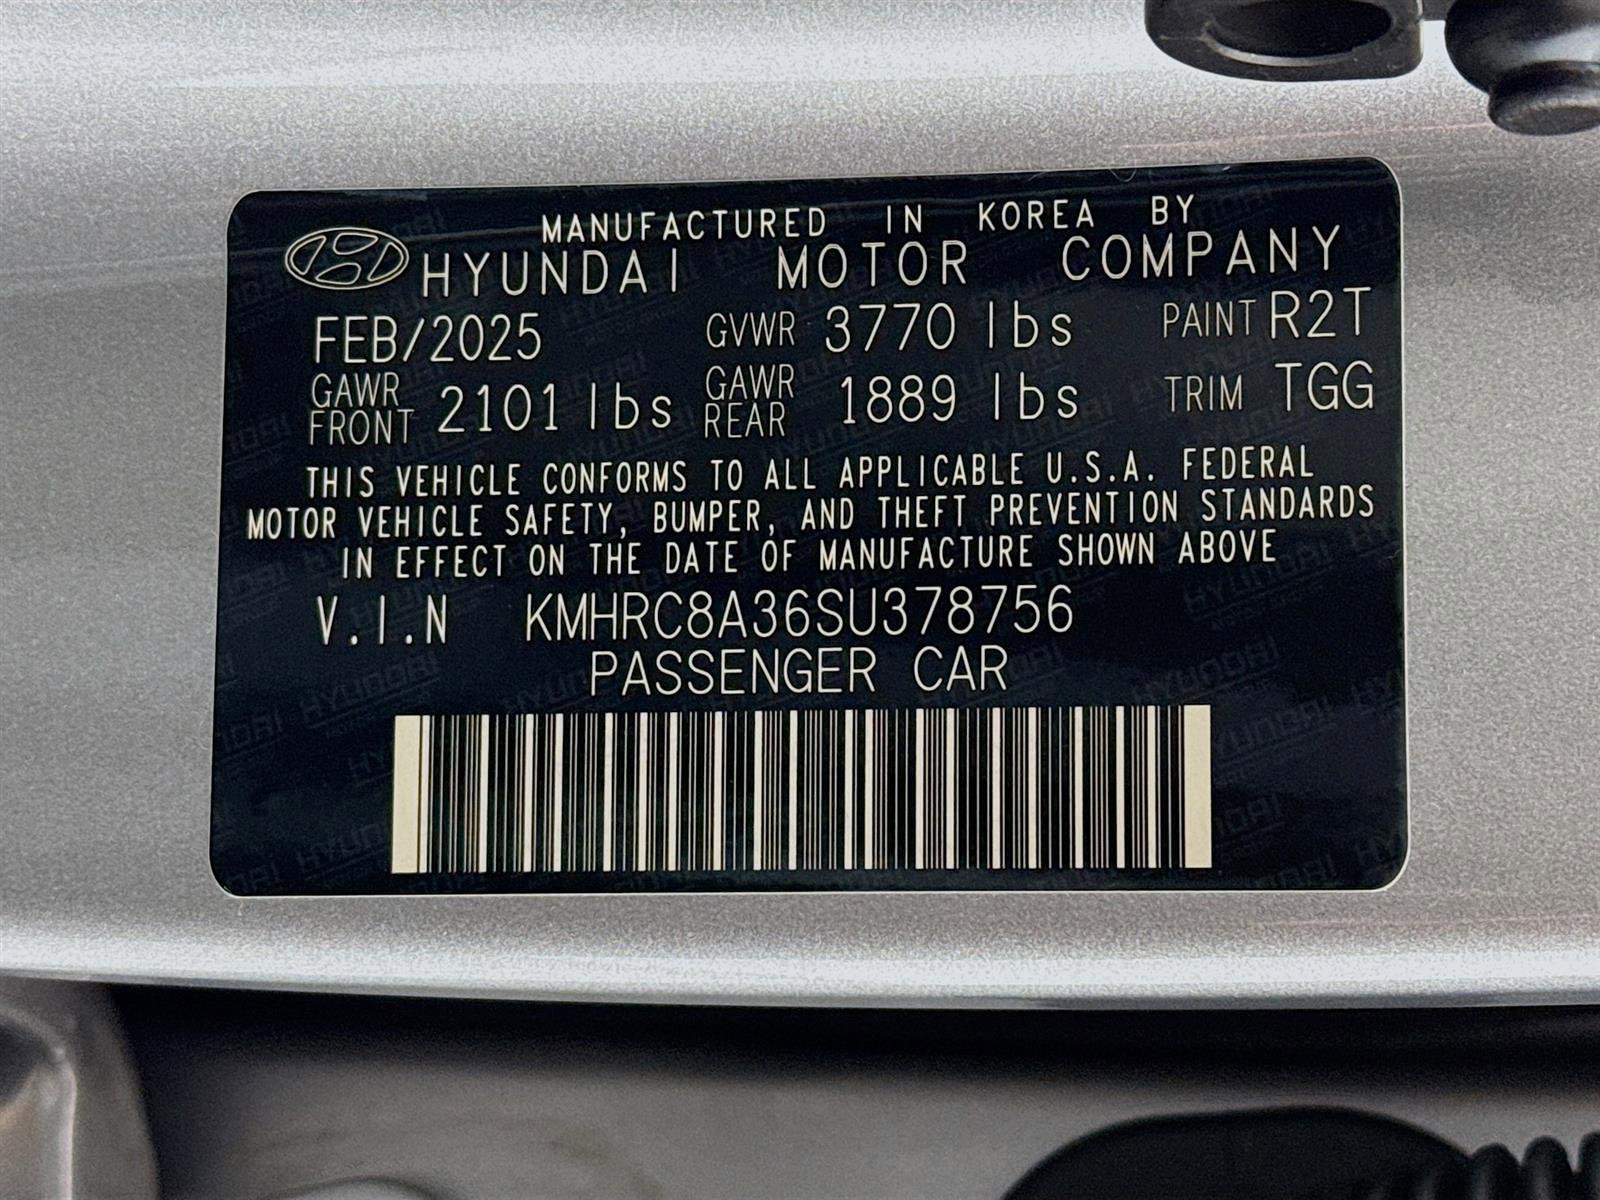 MANUFACTURED IN KOREA BY
HYUNDAI MOTOR COMPANY
FEB/2025 GVWR 3770 lbs PAINT R2T
GAWR FRONT 2101 lbs GAWR REAR 1889 lbs TRIM TGG
THIS VEHICLE CONFORMS TO ALL APPLICABLE U.S.A. FEDERAL
MOTOR VEHICLE SAFETY, BUMPER, AND THEFT PREVENTION STANDARDS
IN EFFECT ON THE DATE OF MANUFACTURE SHOWN ABOVE
V.I.N KMHRC8A36SU378756
PASSENGER CAR